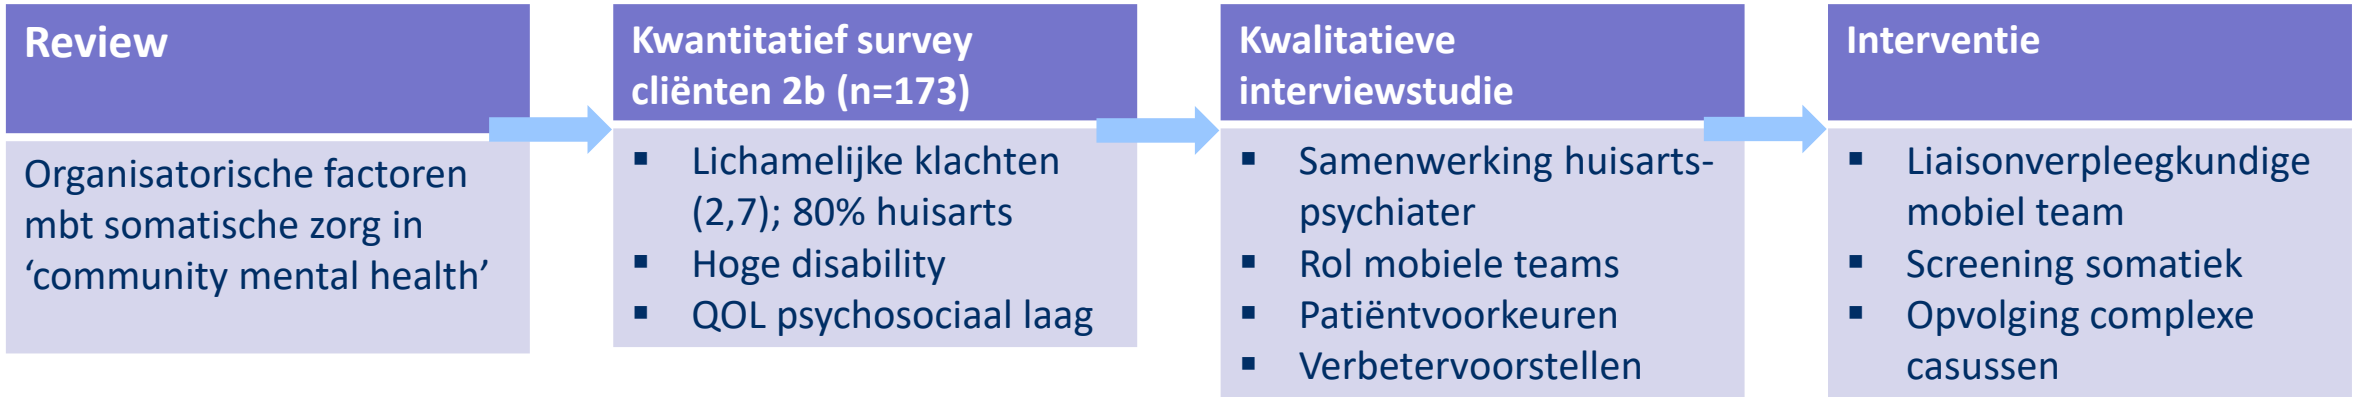 Review
Organisatorische factoren
mbt somatische zorg in
‘community mental health’
Kwantitatief survey
cliënten 2b (n=173)
▪ Lichamelijke klachten
(2,7); 80% huisarts
▪ Hoge disability
▪ QOL psychosociaal laag
Kwalitatieve
interviewstudie
▪ Samenwerking huisarts-
psychiater
▪ Rol mobiele teams
▪ Patiëntvoorkeuren
▪ Verbetervoorstellen
Interventie
▪ Liaisonverpleegkundige
mobiel team
▪ Screening somatiek
▪ Opvolging complexe
casussen